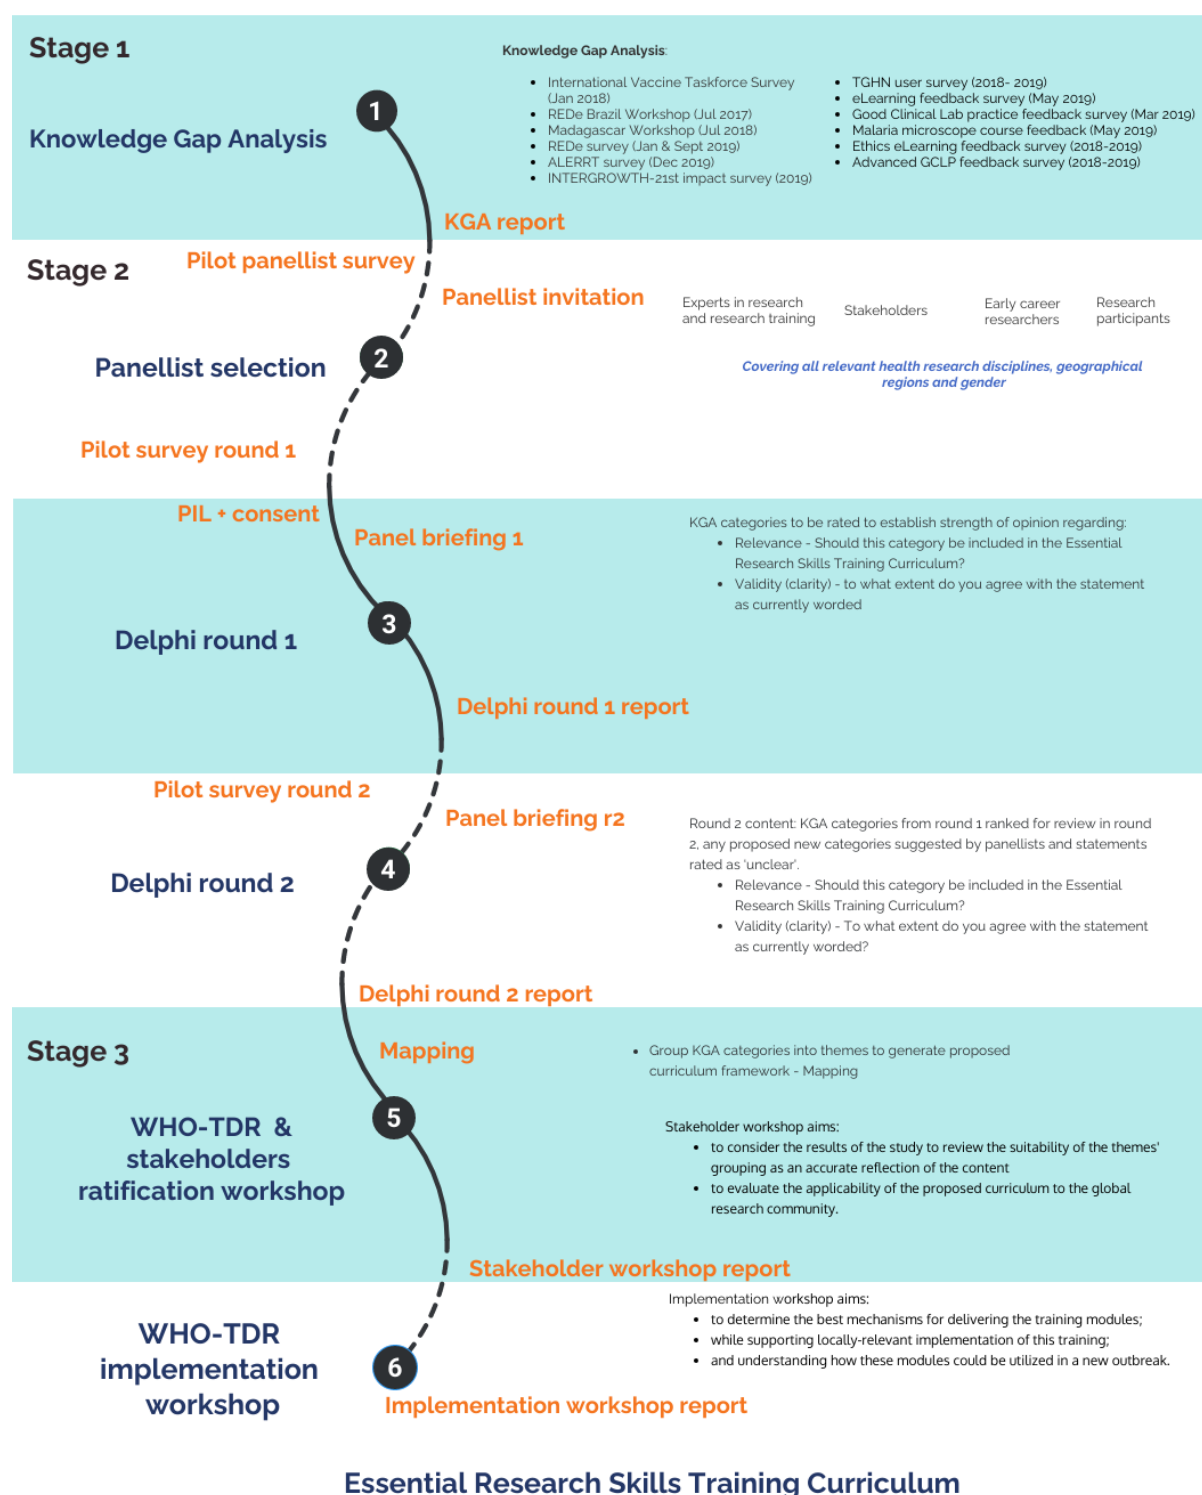 Stage 1
Knowledge Gap Analysis
1
Knowledge Gap Analysis:
• International Vaccine Taskforce Survey
(Jan 2018)
• REDe Brazil Workshop (Jul 2017)
• Madagascar Workshop (Jul 2018)
• REDe survey (Jan & Sept 2019)
• ALERRT survey (Dec 2019)
• INTERGROWTH-21st impact survey (2019)
• TGHN user survey (2018- 2019)
• eLearning feedback survey (May 2019)
• Good Clinical Lab practice feedback survey (Mar 2019)
• Malaria microscope course feedback (May 2019)
• Ethics eLearning feedback survey (2018-2019)
• Advanced GCLP feedback survey (2018-2019)
KGA report
Stage 2
Pilot panellist survey
Panellist invitation
Experts in research
and research training
Stakeholders
Early career
researchers
Research
participants
Panellist selection
2
Covering all relevant health research disciplines, geographical
regions and gender
Pilot survey round 1
PIL + consent
Panel briefing 1
KGA categories to be rated to establish strength of opinion regarding:
• Relevance - Should this category be included in the Essential
Research Skills Training Curriculum?
• Validity (clarity) - to what extent do you agree with the statement
as currently worded
Delphi round 1
3
Delphi round 1 report
Pilot survey round 2
Panel briefing r2
Round 2 content: KGA categories from round 1 ranked for review in round
2, any proposed new categories suggested by panellists and statements
rated as 'unclear'.
• Relevance - Should this category be included in the Essential
Research Skills Training Curriculum?
• Validity (clarity) - To what extent do you agree with the statement
as currently worded?
Delphi round 2
4
Delphi round 2 report
Stage 3
Mapping
• Group KGA categories into themes to generate proposed
curriculum framework - Mapping
WHO-TDR &
stakeholders
ratification workshop
5
Stakeholder workshop aims:
• to consider the results of the study to review the suitability of the themes'
grouping as an accurate reflection of the content
• to evaluate the applicability of the proposed curriculum to the global
research community.
Stakeholder workshop report
Implementation workshop aims:
• to determine the best mechanisms for delivering the training modules;
• while supporting locally-relevant implementation of this training;
• and understanding how these modules could be utilized in a new outbreak.
WHO-TDR
implementation
workshop
6
Implementation workshop report
Essential Research Skills Training Curriculum